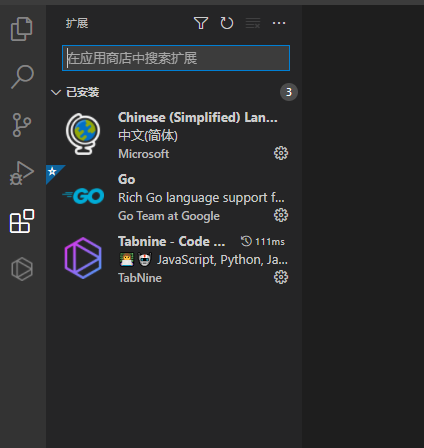 扩展
在应用商店中搜索扩展
已安装
3
Chinese (Simplified) Lan...
中文(简体)
Microsoft
GO
Go
Rich Go language support f...
Go Team at Google
Tabnine - Code ... 111ms
JavaScript, Python, Ja...
TabNine